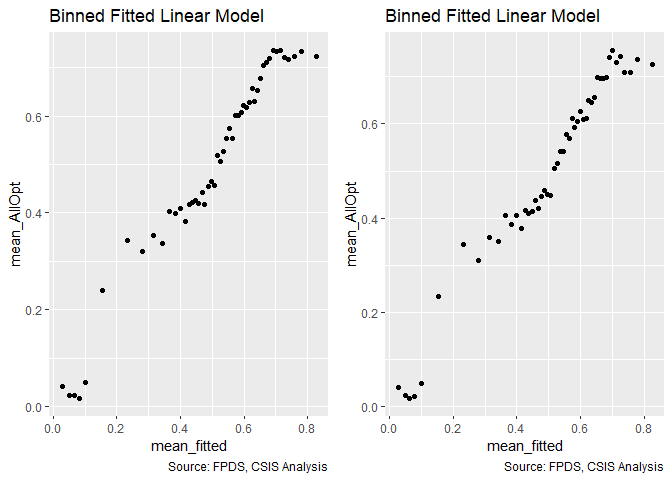 Binned Fitted Linear Model
mean_AllOpt
0.6
0.4
0.2
0.0
0.0 0.2 0.4 0.6 0.8
mean_fitted
Source: FPDS, CSIS Analysis
Binned Fitted Linear Model
mean_AllOpt
0.6
0.4
0.2
0.0
0.0 0.2 0.4 0.6 0.8
mean_fitted
Source: FPDS, CSIS Analysis